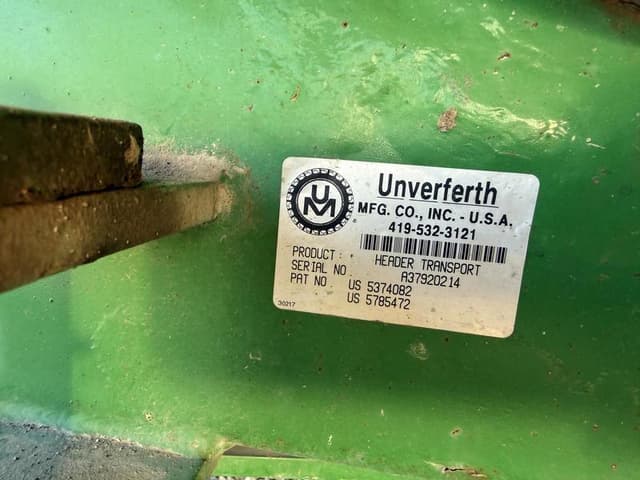 UM
Unverferth
MFG. CO., INC. - U.S.A.
419-532-3121
PRODUCT: HEADER TRANSPORT
SERIAL NO A37920214
PAT NO US 5374082
US 5785472
30217